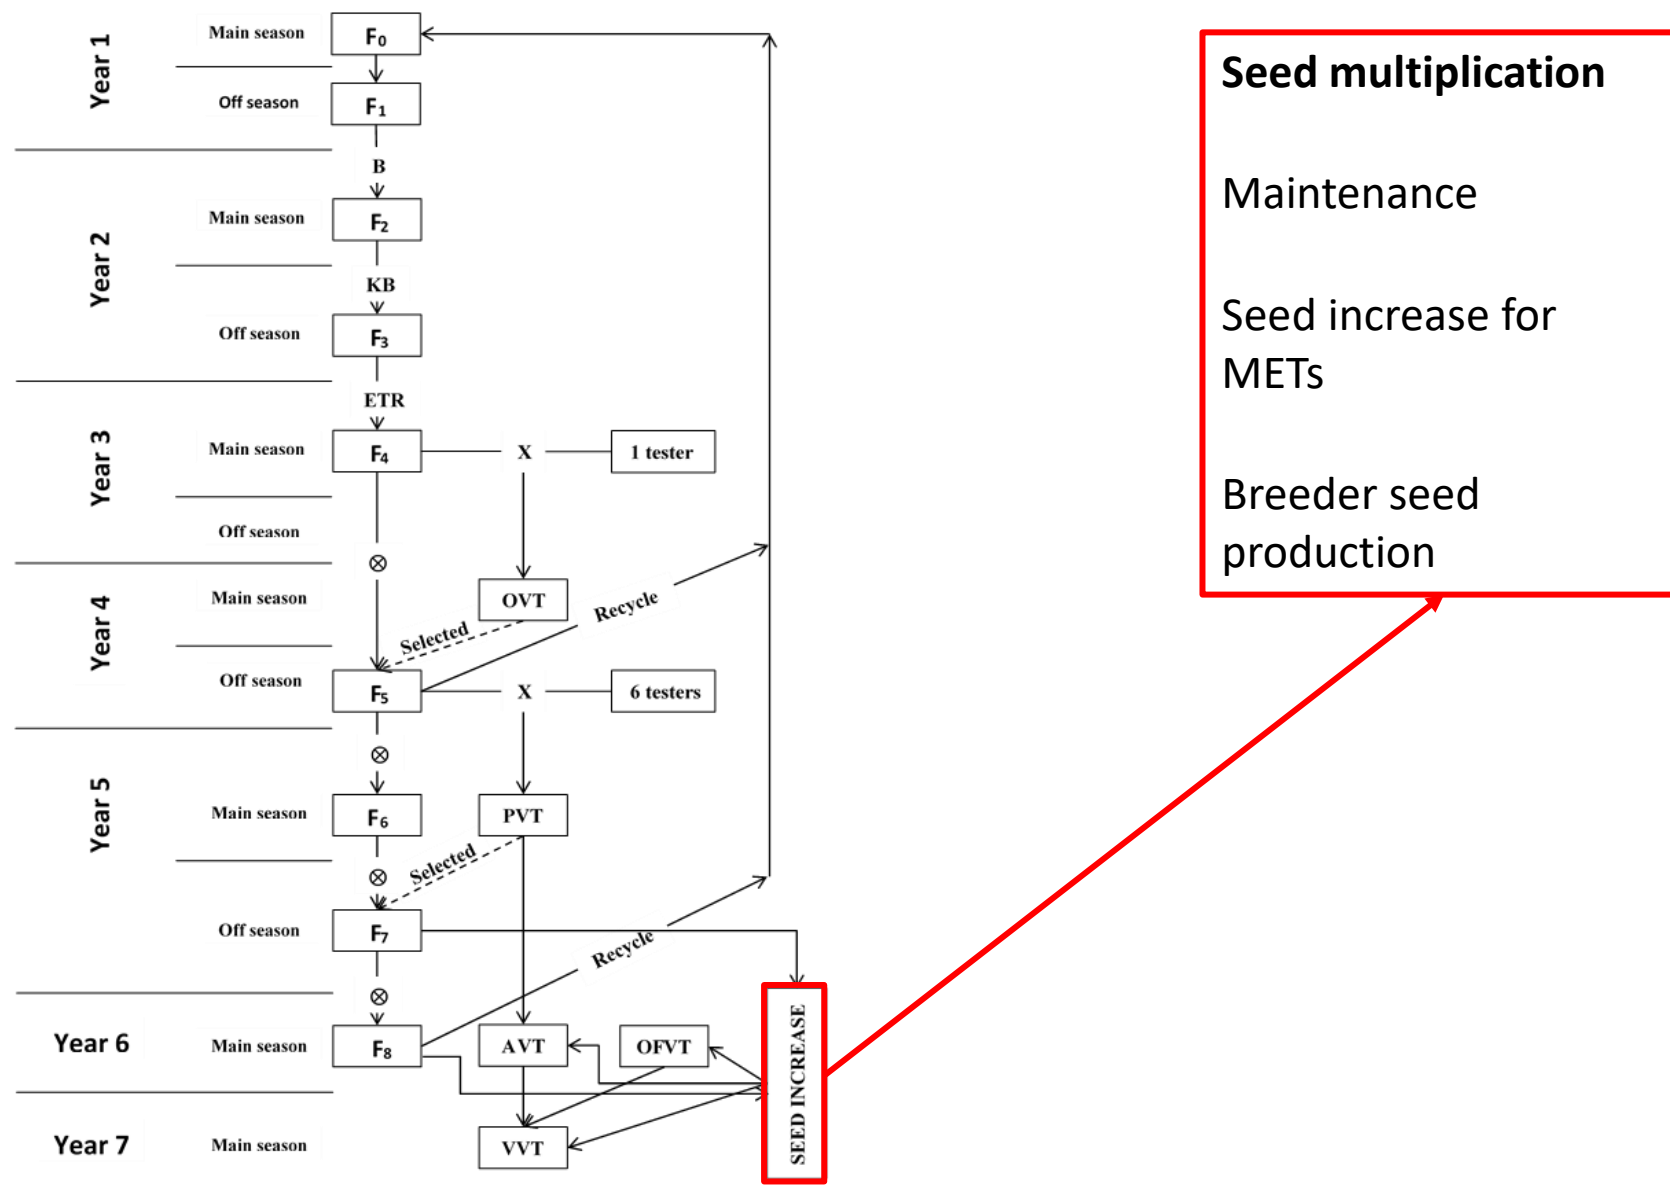 Year 1
Main season
F₀
Off season
F₁
B
Year 2
Main season
F₂
KB
Off season
F₃
ETR
Year 3
Main season
F₄
X
1 tester
Off season
⊗
Year 4
Main season
OVT
Recycle
Selected
Off season
F₅
X
6 testers
⊗
Year 5
Main season
F₆
PVT
⊗
Selected
Off season
F₇
Recycle
⊗
Year 6
Main season
F₈
AVT
OFVT
SEED INCREASE
Year 7
Main season
VVT
Seed multiplication
Maintenance
Seed increase for
METs
Breeder seed
production